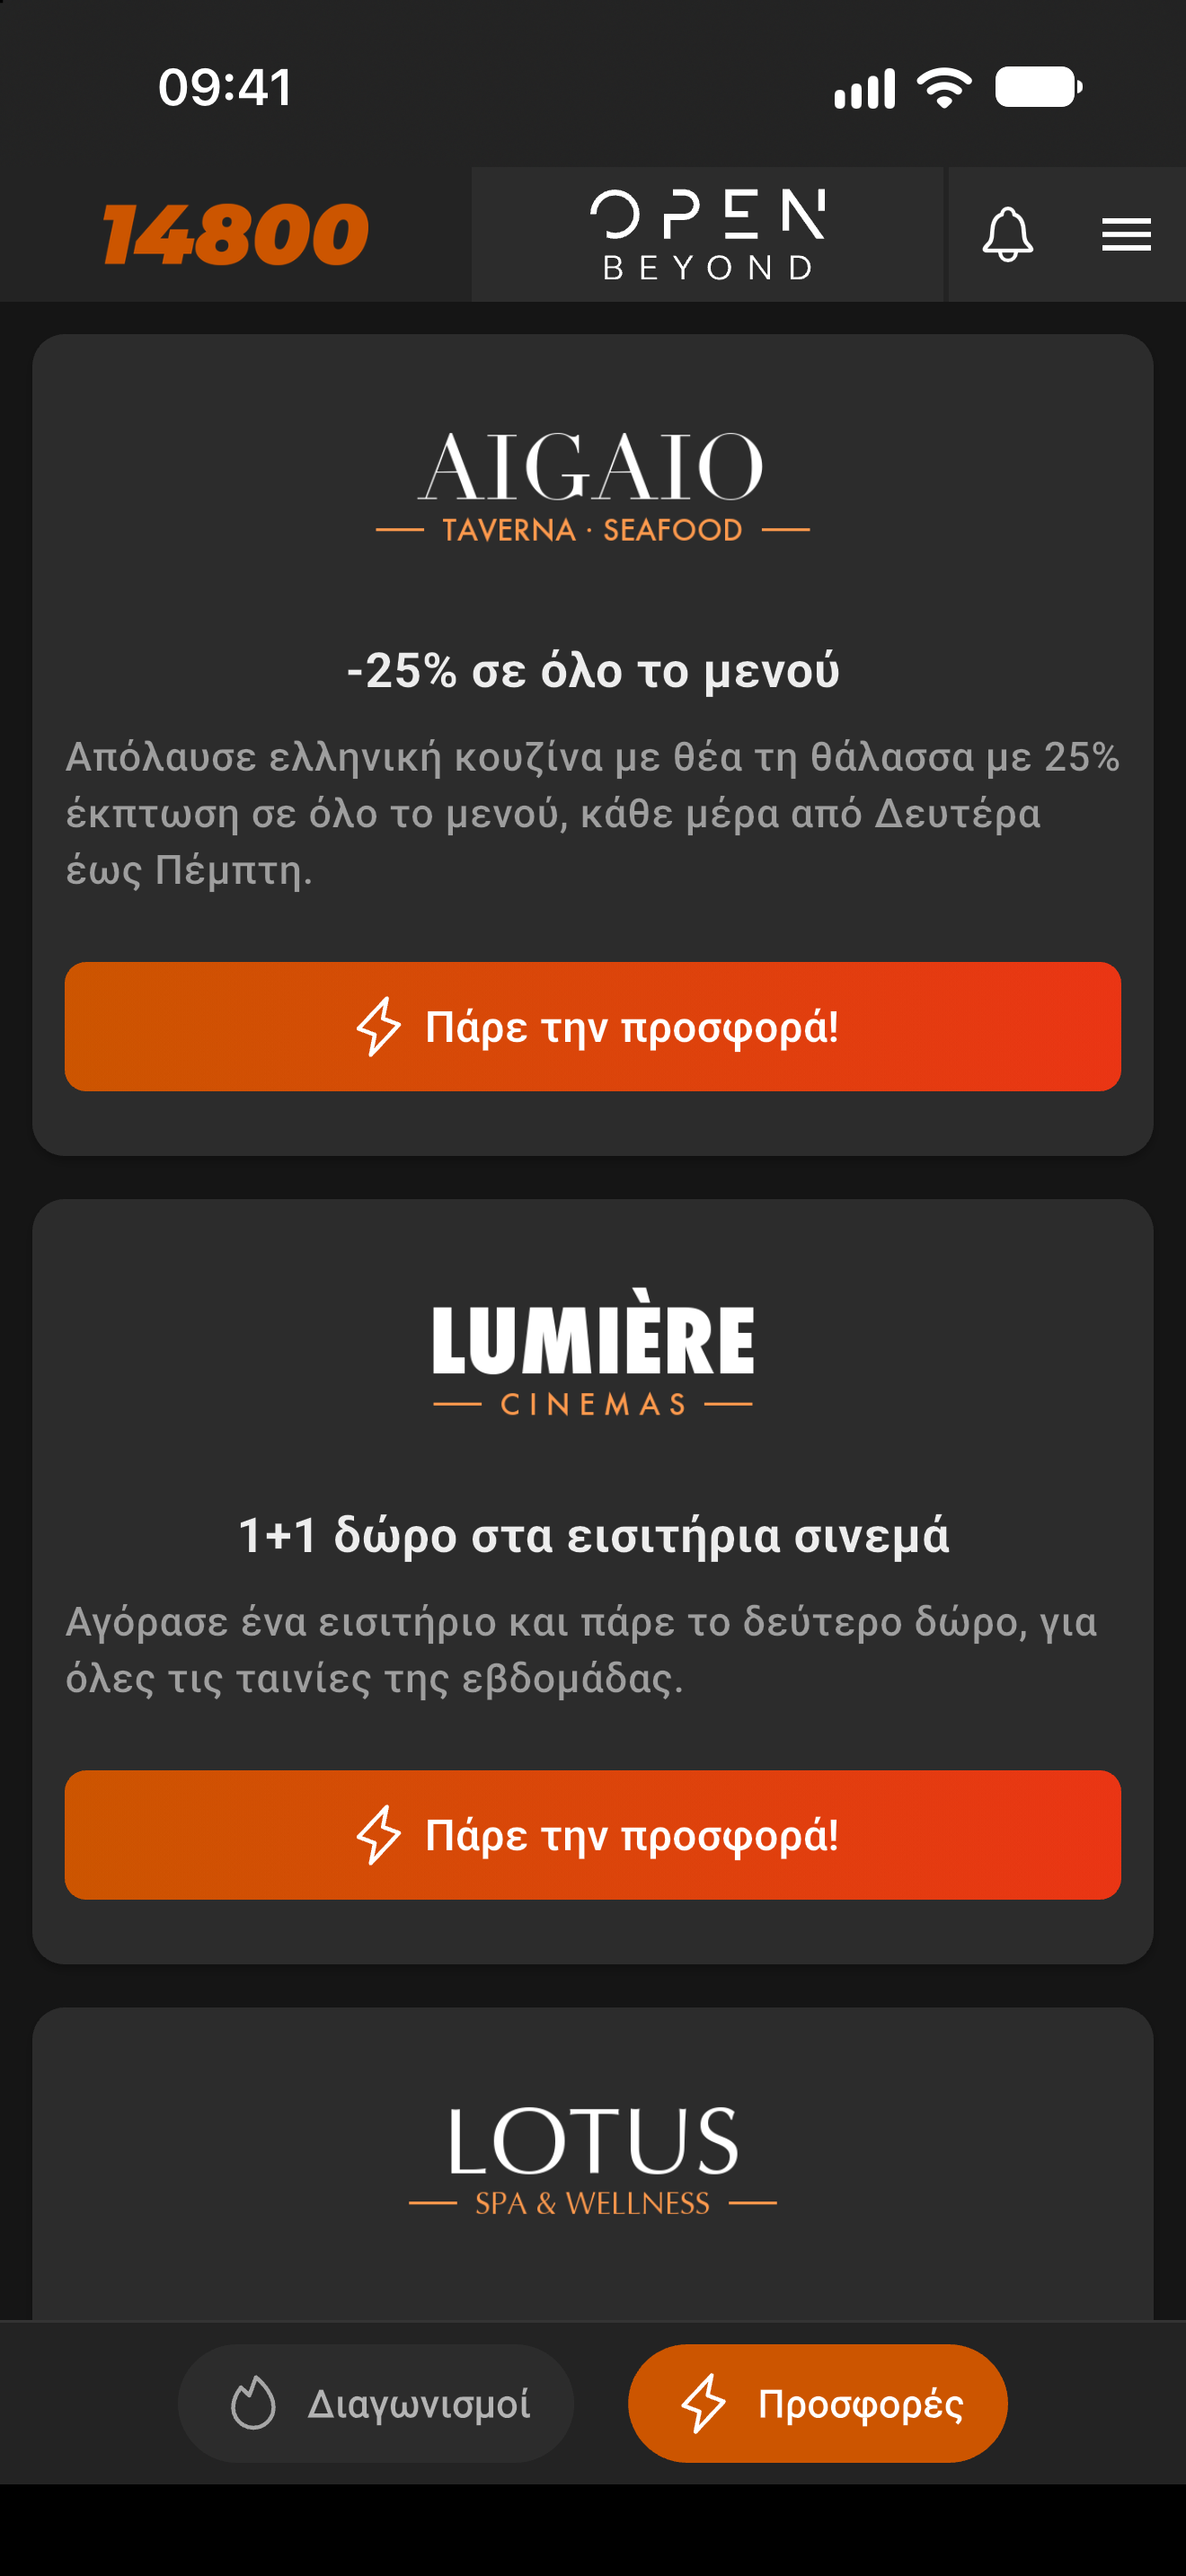 09:41
14800
OPEN
BEYOND
AIGAIO
TAVERNA · SEAFOOD
-25% σε όλο το μενού
Απόλαυσε ελληνική κουζίνα με θέα τη θάλασσα με 25%
έκπτωση σε όλο το μενού, κάθε μέρα από Δευτέρα
έως Πέμπτη.
Πάρε την προσφορά!
LUMIÈRE
CINEMAS
1+1 δώρο στα εισιτήρια σινεμά
Αγόρασε ένα εισιτήριο και πάρε το δεύτερο δώρο, για
όλες τις ταινίες της εβδομάδας.
Πάρε την προσφορά!
LOTUS
SPA & WELLNESS
Διαγωνισμοί
Προσφορές